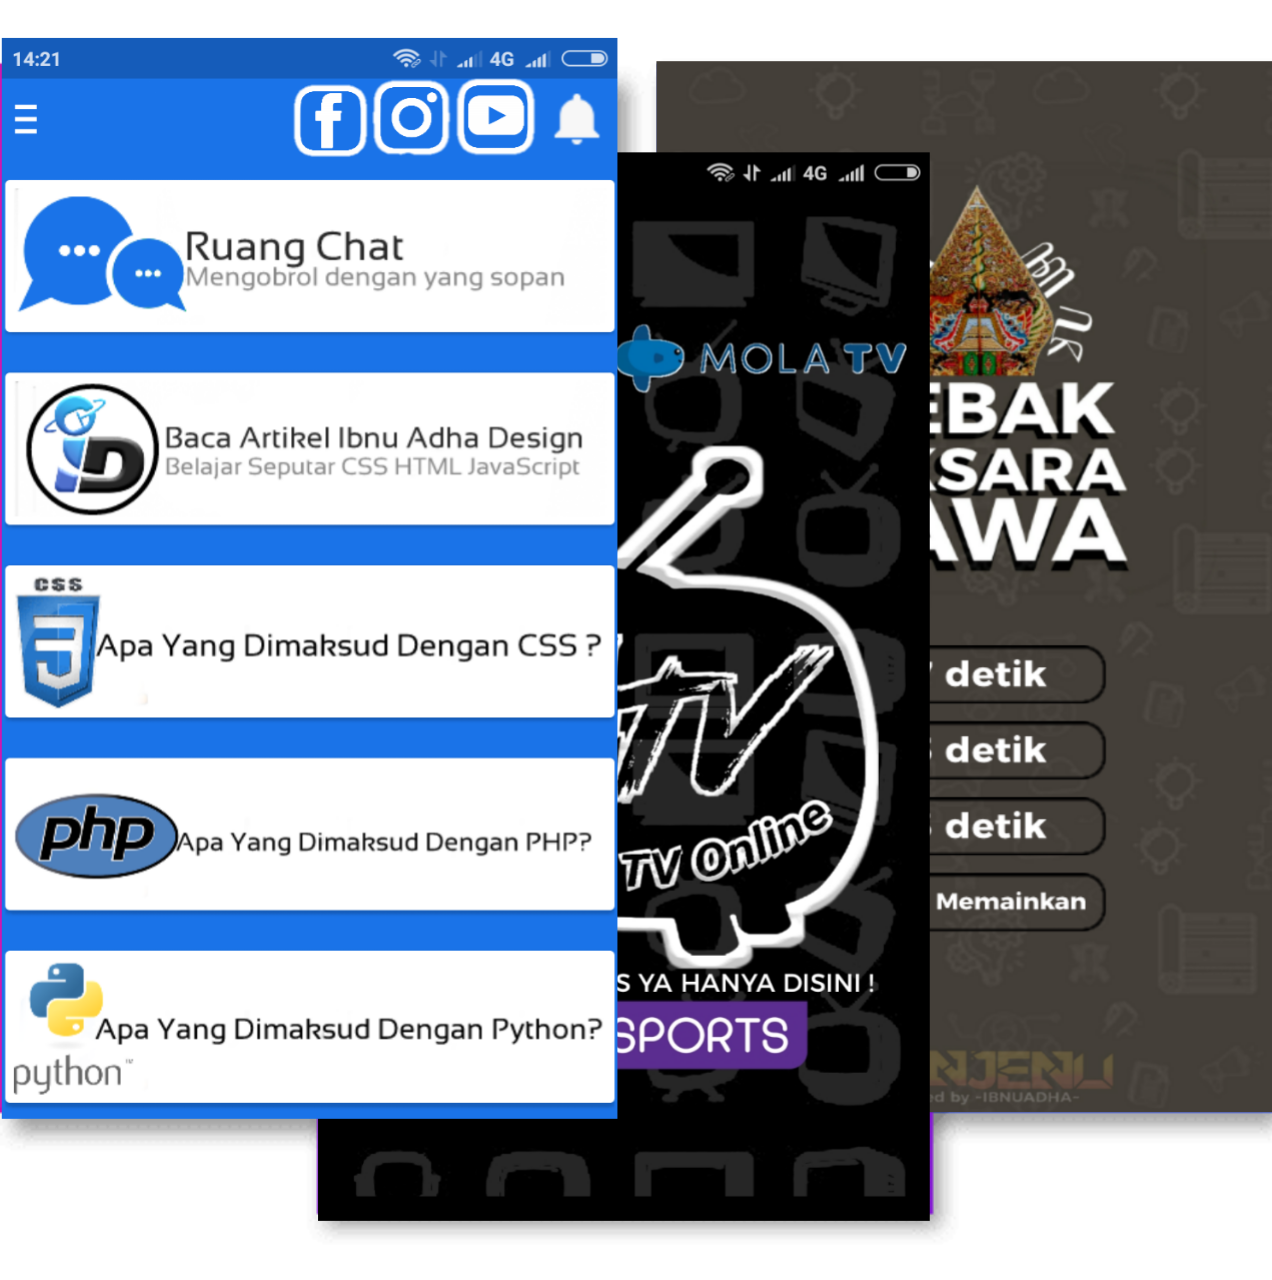 14:21
4G
Ruang Chat
Mengobrol dengan yang sopan
Baca Artikel Ibnu Adha Design
Belajar Seputar CSS HTML JavaScript
CSS
Apa Yang Dimaksud Dengan CSS ?
php
Apa Yang Dimaksud Dengan PHP?
Apa Yang Dimaksud Dengan Python?
python™
4G
MOLA TV
TV
TV Online
S YA HANYA DISINI !
SPORTS
EBAK
KSARA
AWA
detik
detik
detik
Memainkan
NJENU
ed by -IBNUADHA-